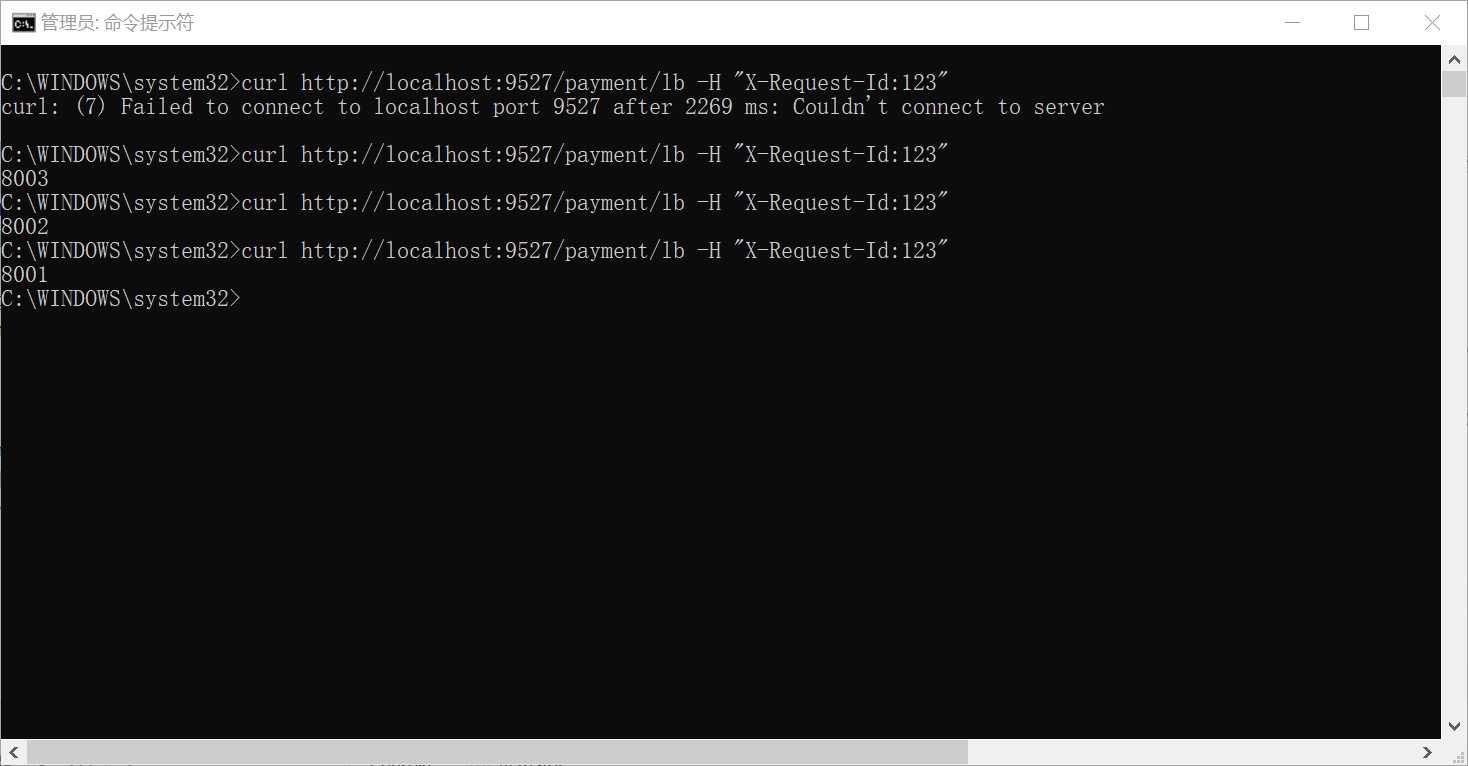 管理员: 命令提示符
C:\WINDOWS\system32>curl http://localhost:9527/payment/lb -H "X-Request-Id:123"
curl: (7) Failed to connect to localhost port 9527 after 2269 ms: Couldn't connect to server
C:\WINDOWS\system32>curl http://localhost:9527/payment/lb -H "X-Request-Id:123"
8003
C:\WINDOWS\system32>curl http://localhost:9527/payment/lb -H "X-Request-Id:123"
8002
C:\WINDOWS\system32>curl http://localhost:9527/payment/lb -H "X-Request-Id:123"
8001
C:\WINDOWS\system32>